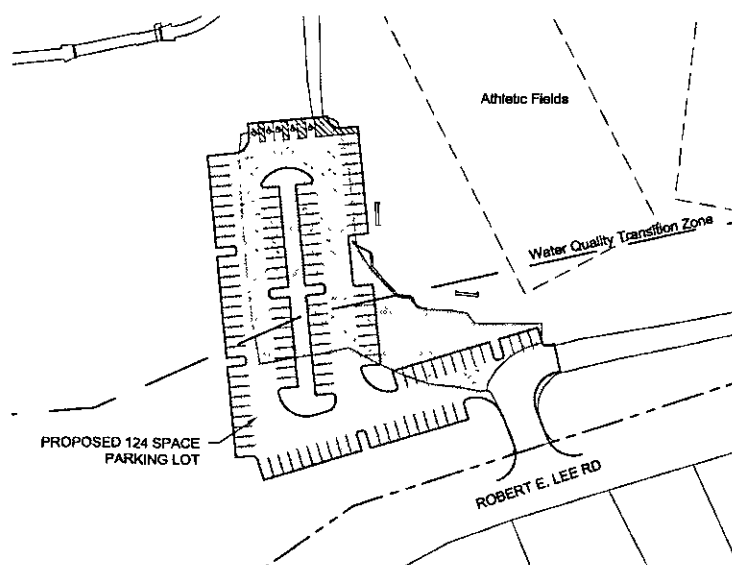 Athletic Fields
Water Quality Transition Zone
PROPOSED 124 SPACE
PARKING LOT
ROBERT E. LEE RD